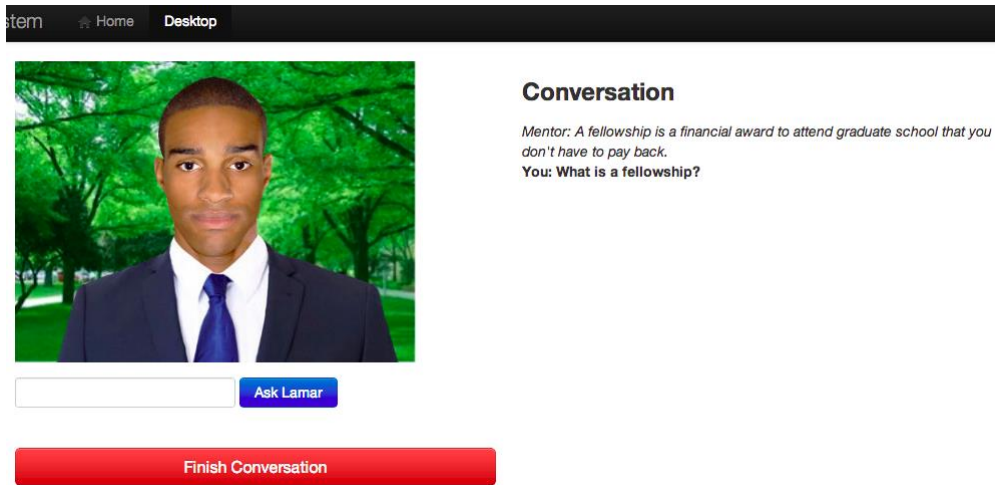 stem Home Desktop
Conversation
Mentor: A fellowship is a financial award to attend graduate school that you
don't have to pay back.
You: What is a fellowship?
Ask Lamar
Finish Conversation